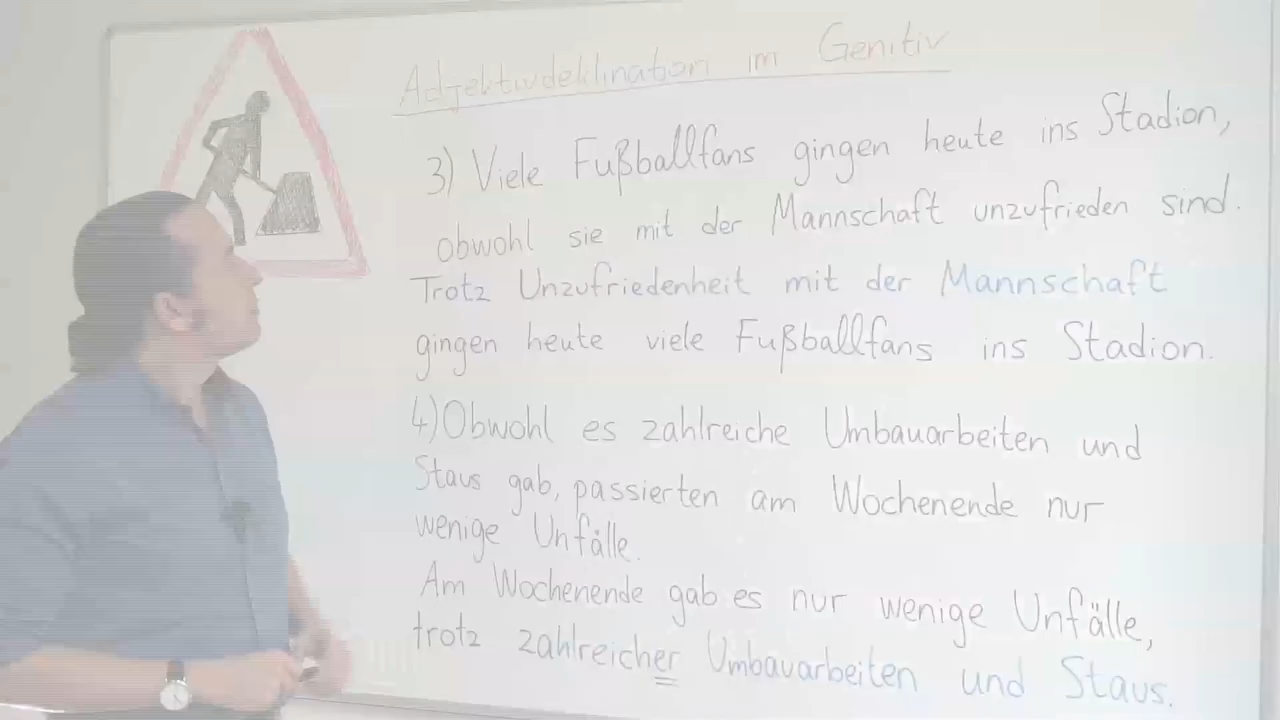 Adjektivdeklination im Genitiv
3) Viele Fußballfans gingen heute ins Stadion,
obwohl sie mit der Mannschaft unzufrieden sind.
Trotz Unzufriedenheit mit der Mannschaft
gingen heute viele Fußballfans ins Stadion.
4) Obwohl es zahlreiche Umbauarbeiten und
Staus gab, passierten am Wochenende nur
wenige Unfälle.
Am Wochenende gab es nur wenige Unfälle,
trotz zahlreicher Umbauarbeiten und Staus.